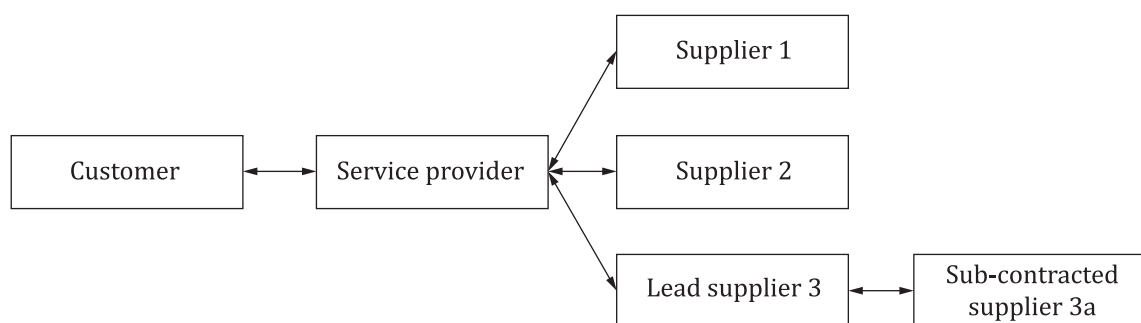 Supplier 1
Customer
Service provider
Supplier 2
Lead supplier 3
Sub-contracted
supplier 3a